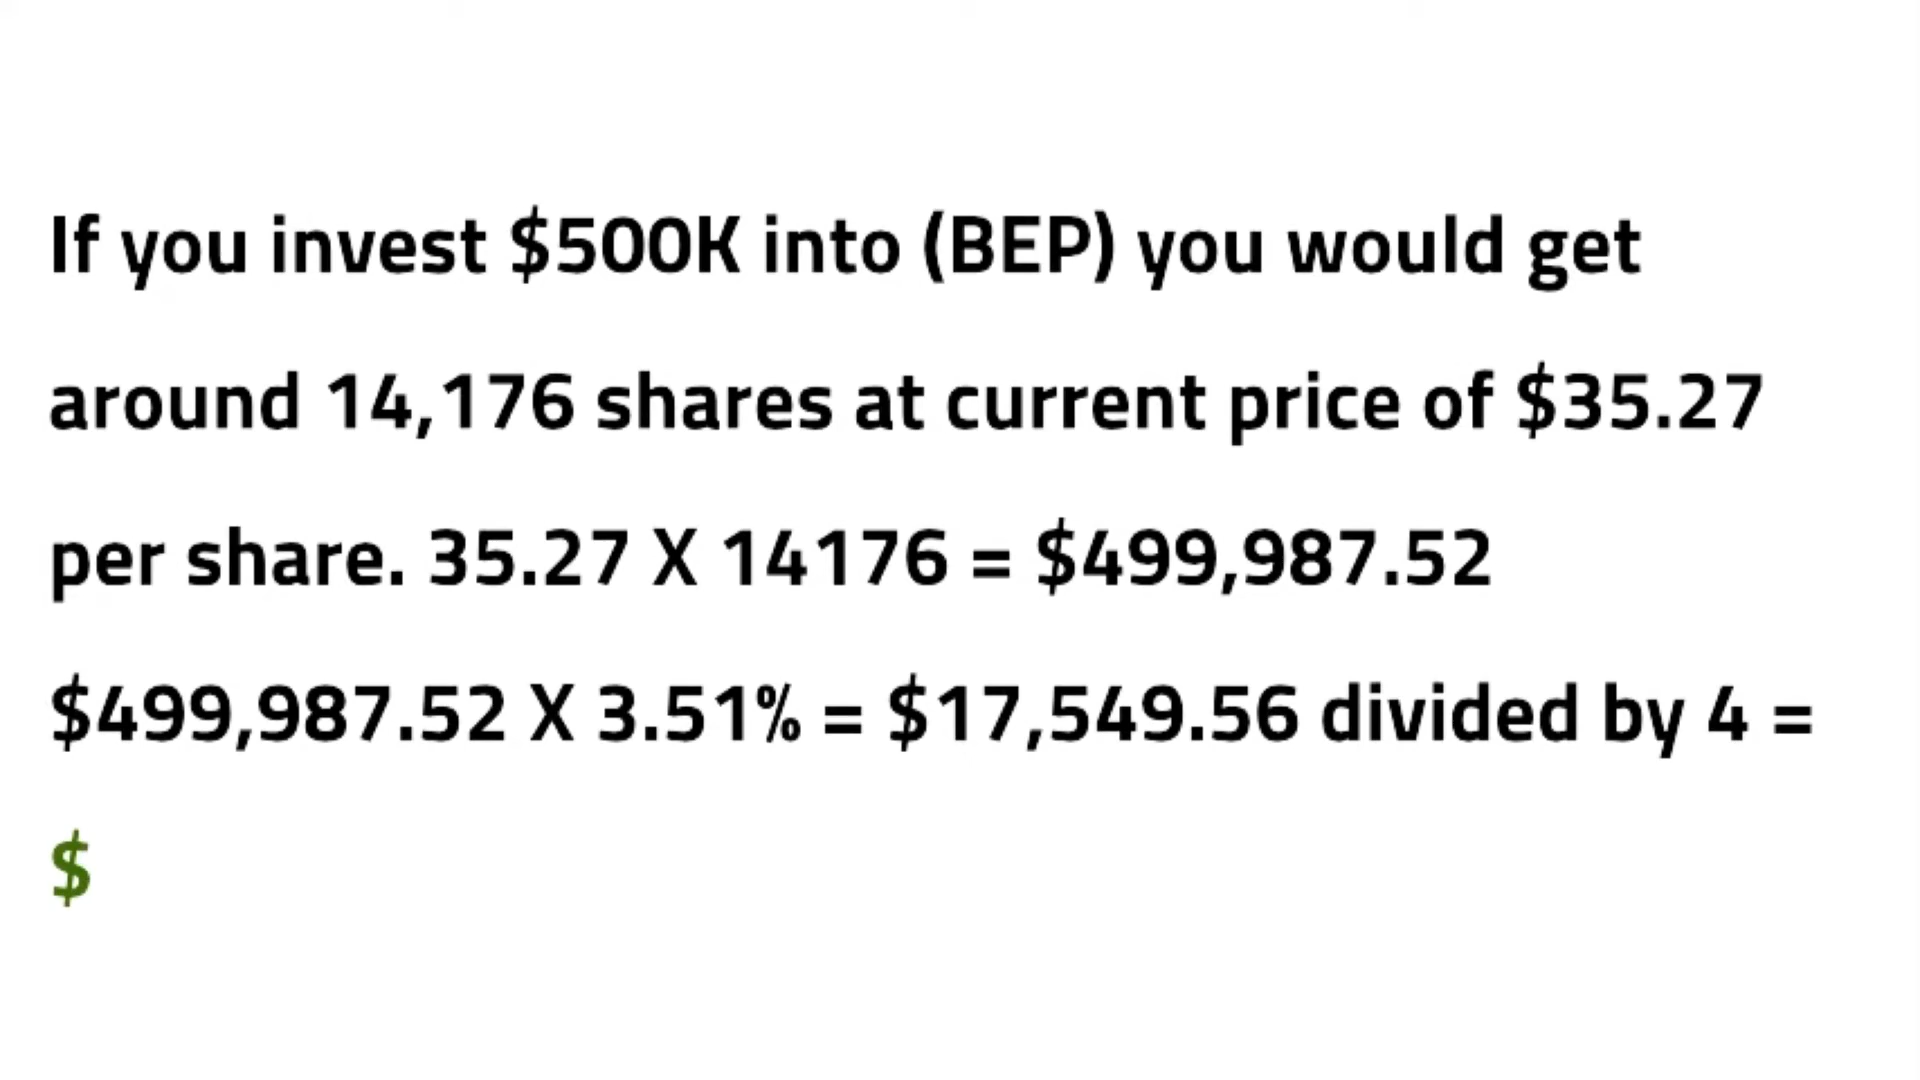 If you invest $500K into (BEP) you would get
around 14,176 shares at current price of $35.27
per share. 35.27 X 14176 = $499,987.52
$499,987.52 X 3.51% = $17,549.56 divided by 4 =
$